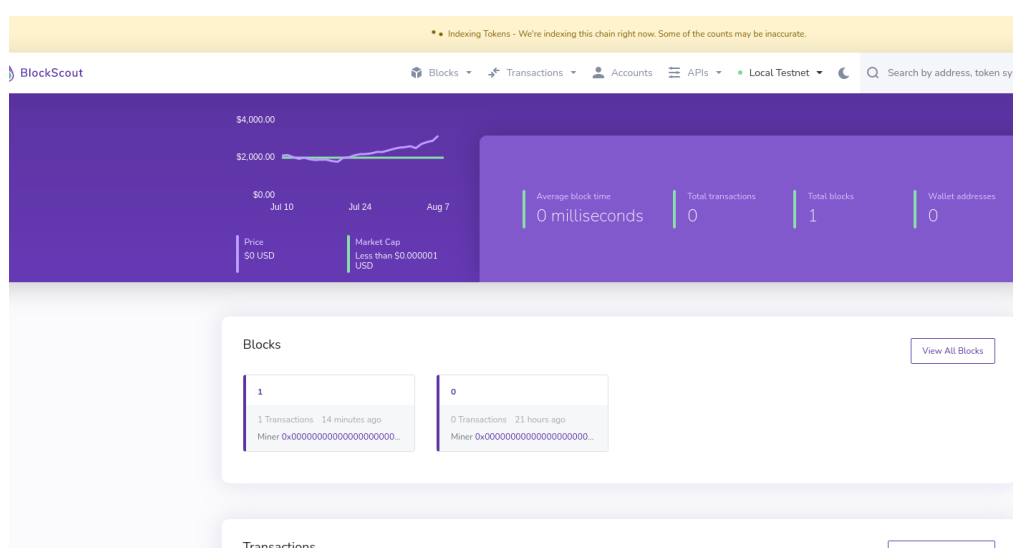 Indexing Tokens - We're indexing this chain right now. Some of the counts may be inaccurate.
BlockScout
Blocks
Transactions
Accounts
APIs
Local Testnet
Search by address, token sy
$4,000.00
$2,000.00
$0.00
Jul 10
Jul 24
Aug 7
Price
$0 USD
Market Cap
Less than $0.000001
USD
Average block time
0 milliseconds
Total transactions
0
Total blocks
1
Wallet addresses
0
Blocks
View All Blocks
1
1 Transactions 14 minutes ago
Miner 0x00000000000000000000...
0
0 Transactions 21 hours ago
Miner 0x00000000000000000000...
Transactions